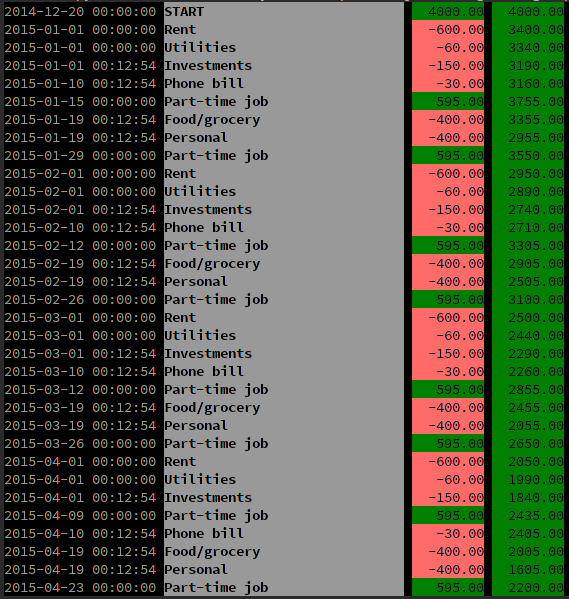 2014-12-20 00:00:00 START 4000.00 4000.00
2015-01-01 00:00:00 Rent -600.00 3400.00
2015-01-01 00:00:00 Utilities -60.00 3340.00
2015-01-01 00:12:54 Investments -150.00 3190.00
2015-01-10 00:12:54 Phone bill -30.00 3160.00
2015-01-15 00:00:00 Part-time job 595.00 3755.00
2015-01-19 00:12:54 Food/grocery -400.00 3355.00
2015-01-19 00:12:54 Personal -400.00 2955.00
2015-01-29 00:00:00 Part-time job 595.00 3550.00
2015-02-01 00:00:00 Rent -600.00 2950.00
2015-02-01 00:00:00 Utilities -60.00 2890.00
2015-02-01 00:12:54 Investments -150.00 2740.00
2015-02-10 00:12:54 Phone bill -30.00 2710.00
2015-02-12 00:00:00 Part-time job 595.00 3305.00
2015-02-19 00:12:54 Food/grocery -400.00 2905.00
2015-02-19 00:12:54 Personal -400.00 2505.00
2015-02-26 00:00:00 Part-time job 595.00 3100.00
2015-03-01 00:00:00 Rent -600.00 2500.00
2015-03-01 00:00:00 Utilities -60.00 2440.00
2015-03-01 00:12:54 Investments -150.00 2290.00
2015-03-10 00:12:54 Phone bill -30.00 2260.00
2015-03-12 00:00:00 Part-time job 595.00 2855.00
2015-03-19 00:12:54 Food/grocery -400.00 2455.00
2015-03-19 00:12:54 Personal -400.00 2055.00
2015-03-26 00:00:00 Part-time job 595.00 2650.00
2015-04-01 00:00:00 Rent -600.00 2050.00
2015-04-01 00:00:00 Utilities -60.00 1990.00
2015-04-01 00:12:54 Investments -150.00 1840.00
2015-04-09 00:00:00 Part-time job 595.00 2435.00
2015-04-10 00:12:54 Phone bill -30.00 2405.00
2015-04-19 00:12:54 Food/grocery -400.00 2005.00
2015-04-19 00:12:54 Personal -400.00 1605.00
2015-04-23 00:00:00 Part-time job 595.00 2200.00